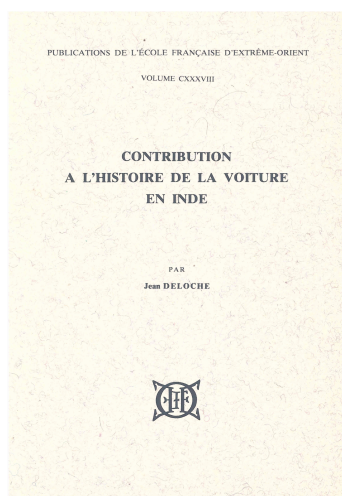 PUBLICATIONS DE L'ÉCOLE FRANÇAISE D'EXTRÊME-ORIENT
VOLUME CXXXVIII
CONTRIBUTION
A L'HISTOIRE DE LA VOITURE
EN INDE
PAR
Jean DELOCHE